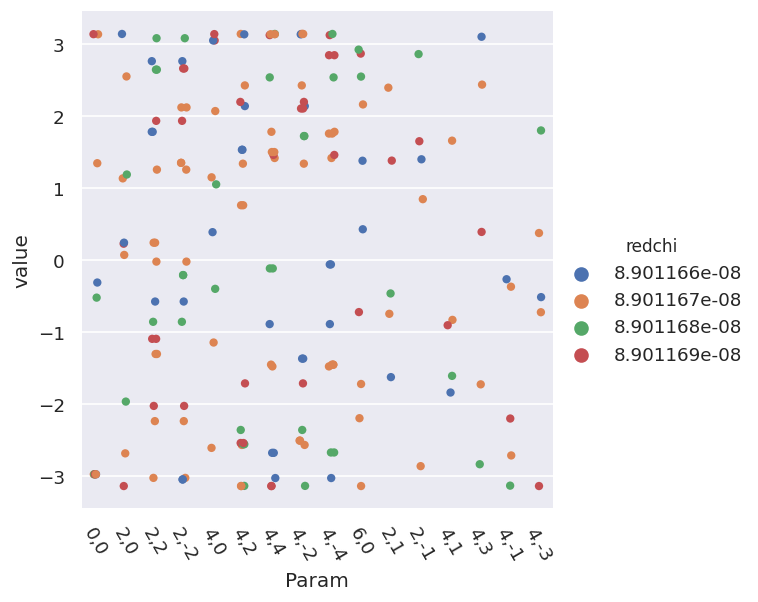 3
2
1
0
−1
−2
−3
value
0,0 2,0 2,2 2,-2 4,0 4,2 4,4 4,-2 4,-4 6,0 2,1 2,-1 4,1 4,3 4,-1 4,-3
Param
redchi
8.901166e-08
8.901167e-08
8.901168e-08
8.901169e-08